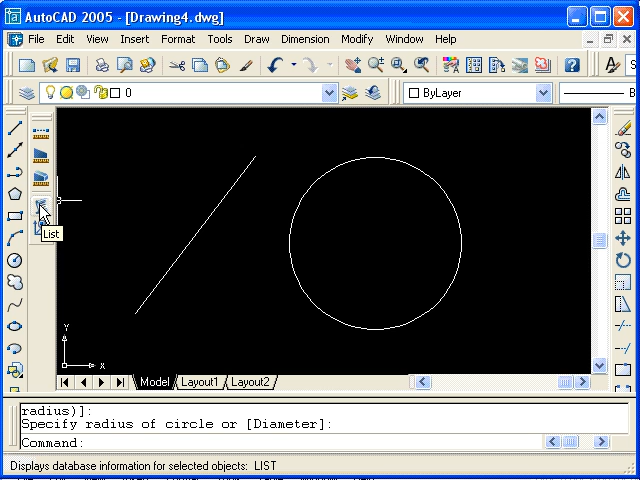 AutoCAD 2005 - [Drawing4.dwg]
File Edit View Insert Format Tools Draw Dimension Modify Window Help
A S
0 ByLayer B
List
Y
X
Model Layout1 Layout2
radius)]:
Specify radius of circle or [Diameter]:
Command:
Displays database information for selected objects: LIST